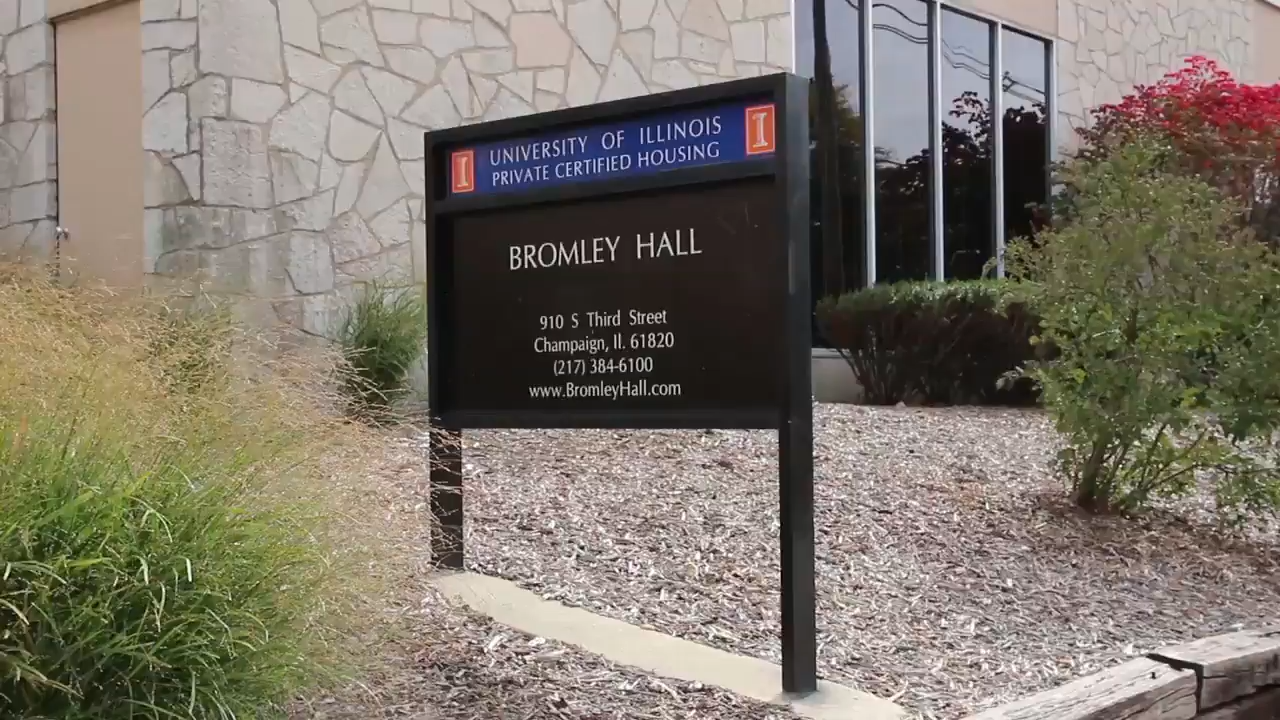 UNIVERSITY OF ILLINOIS
PRIVATE CERTIFIED HOUSING
I
I
BROMLEY HALL
910 S Third Street
Champaign, Il. 61820
(217) 384-6100
www.BromleyHall.com